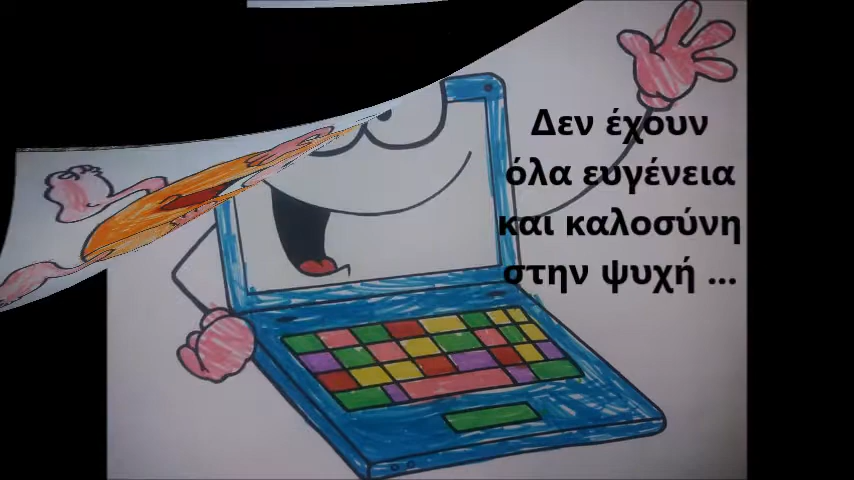 Δεν έχουν
όλα ευγένεια
και καλοσύνη
στην ψυχή ...